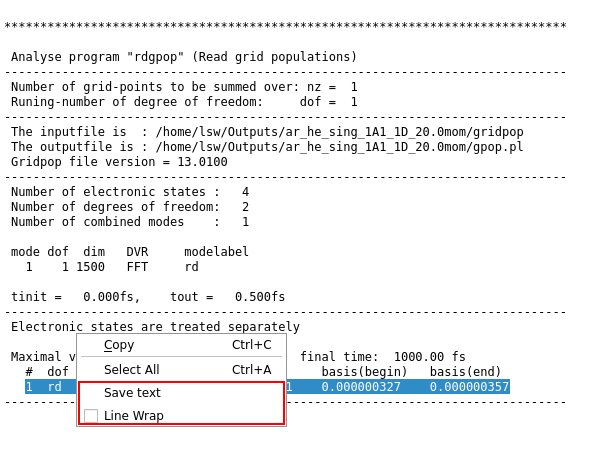 ******************************************************************************
Analyse program "rdgpop" (Read grid populations)
------------------------------------------------------------------------------
Number of grid-points to be summed over: nz =  1
Runing-number of degree of freedom:     dof =  1
------------------------------------------------------------------------------
The inputfile is  : /home/lsw/Outputs/ar_he_sing_1A1_1D_20.0mom/gridpop
The outputfile is : /home/lsw/Outputs/ar_he_sing_1A1_1D_20.0mom/gpop.pl
Gridpop file version = 13.0100
------------------------------------------------------------------------------
Number of electronic states :   4
Number of degrees of freedom:   2
Number of combined modes    :   1
mode dof  dim   DVR     modelabel
1    1 1500   FFT     rd
tinit =   0.000fs,    tout =   0.500fs
------------------------------------------------------------------------------
Electronic states are treated separately
Maximal v final time:  1000.00 fs
#  dof basis(begin)   basis(end)
1  rd 1    0.000000327    0.000000357
------------------------------------------------------------------------------
Copy Ctrl+C
Select All Ctrl+A
Save text
Line Wrap